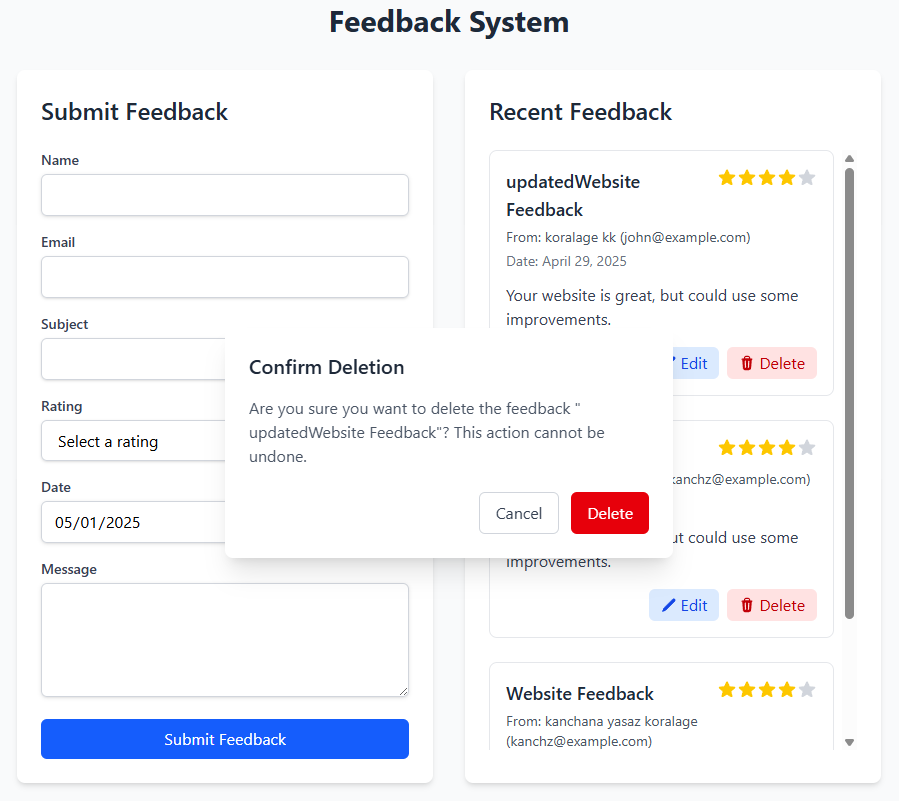 Feedback System
Submit Feedback
Name
Email
Subject
Rating
Select a rating
Date
05/01/2025
Message
Submit Feedback
Recent Feedback
updatedWebsite
Feedback
From: koralage kk (john@example.com)
Date: April 29, 2025
Your website is great, but could use some
improvements.
Edit
Delete
(kanchz@example.com)
but could use some
improvements.
Edit
Delete
Website Feedback
From: kanchana yasaz koralage
(kanchz@example.com)
Confirm Deletion
Are you sure you want to delete the feedback "
updatedWebsite Feedback"? This action cannot be
undone.
Cancel
Delete